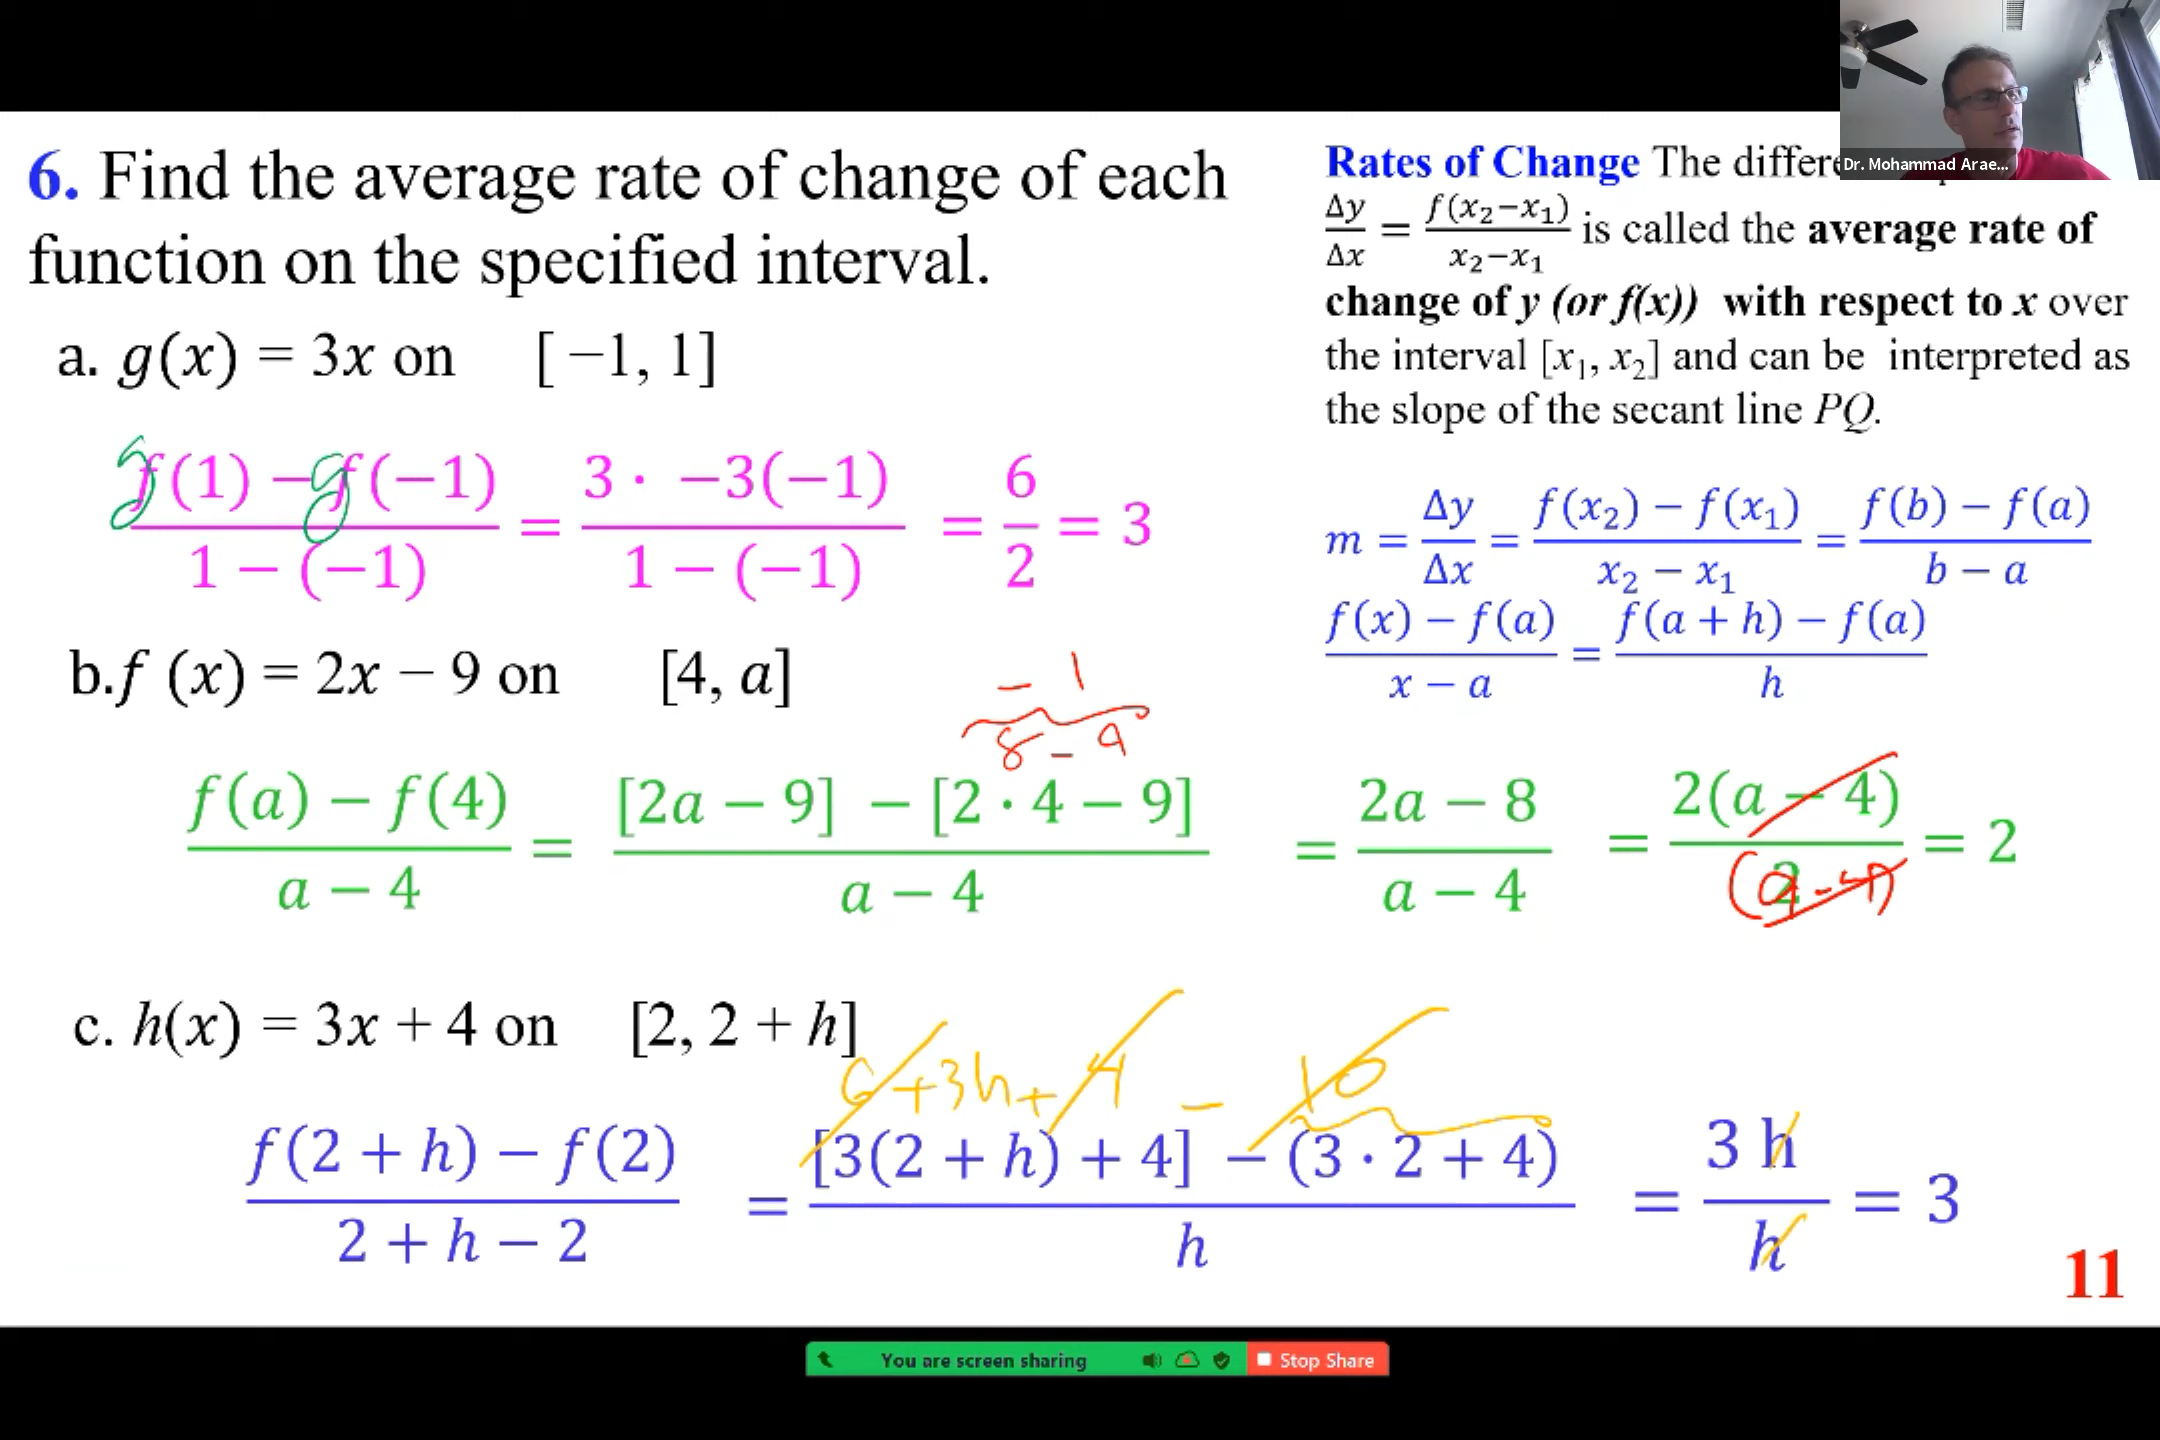 6. Find the average rate of change of each
function on the specified interval.
a. g(x) = 3x on [−1, 1]
f(1) − f(−1) / 1 − (−1) = 3 · −3(−1) / 1 − (−1) = 6/2 = 3
g g
b.f (x) = 2x − 9 on [4, a]
− 1
8 − 9
f(a) − f(4) / a − 4 = [2a − 9] − [2 · 4 − 9] / a − 4 = 2a − 8 / a − 4 = 2(a − 4) / 2 = 2
(a − 4)
c. h(x) = 3x + 4 on [2, 2 + h]
6 + 3h + 4 − 10
f(2 + h) − f(2) / 2 + h − 2 = [3(2 + h) + 4] − (3 · 2 + 4) / h = 3 h / h = 3
Rates of Change The differe
Δy/Δx = f(x₂−x₁) / x₂−x₁ is called the average rate of
change of y (or f(x)) with respect to x over
the interval [x₁, x₂] and can be interpreted as
the slope of the secant line PQ.
m = Δy/Δx = f(x₂) − f(x₁) / x₂ − x₁ = f(b) − f(a) / b − a
f(x) − f(a) / x − a = f(a + h) − f(a) / h
11
Dr. Mohammad Arae...
You are screen sharing
Stop Share